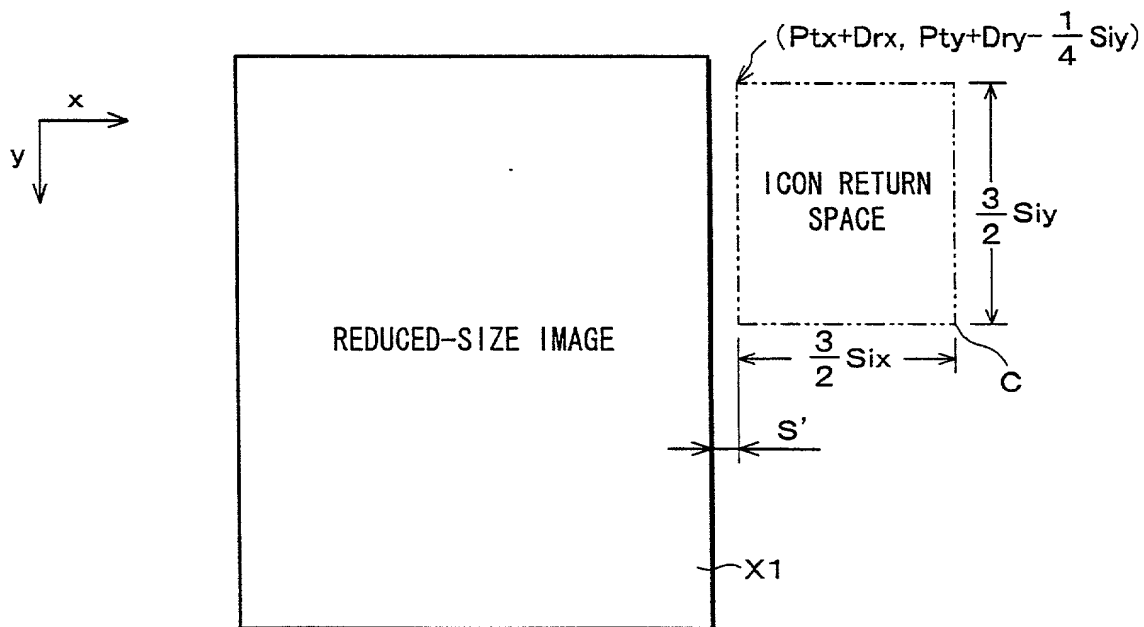 (Ptx+Drx, Pty+Dry- 1/4 Siy)
x
y
ICON RETURN
SPACE
3/2 Siy
REDUCED-SIZE IMAGE
3/2 Six
C
S'
X1